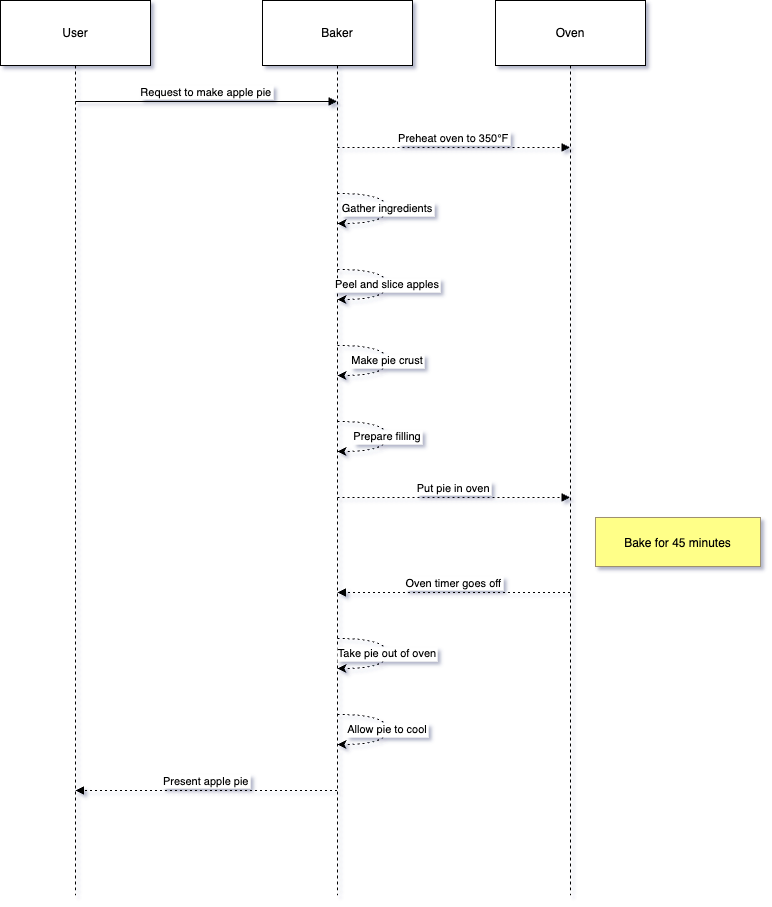 User
Baker
Oven
Request to make apple pie
Preheat oven to 350°F
Gather ingredients
Peel and slice apples
Make pie crust
Prepare filling
Put pie in oven
Bake for 45 minutes
Oven timer goes off
Take pie out of oven
Allow pie to cool
Present apple pie